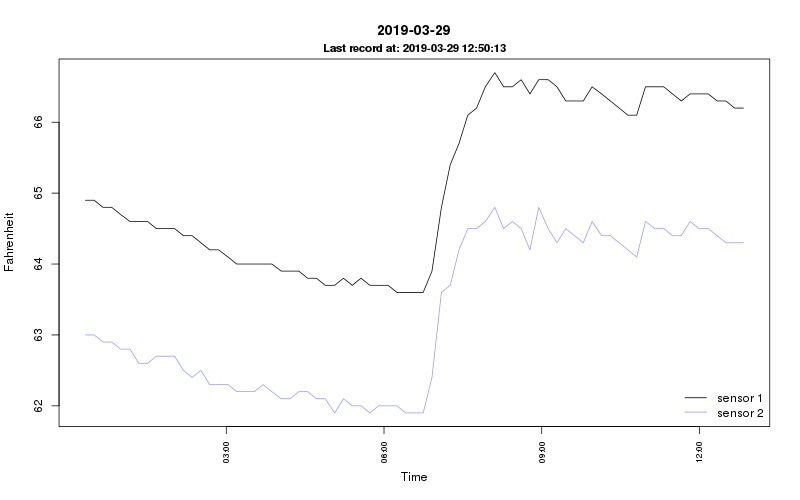 2019-03-29
Last record at: 2019-03-29 12:50:13
Fahrenheit
66
65
64
63
62
sensor 1
sensor 2
03:00
06:00
09:00
12:00
Time